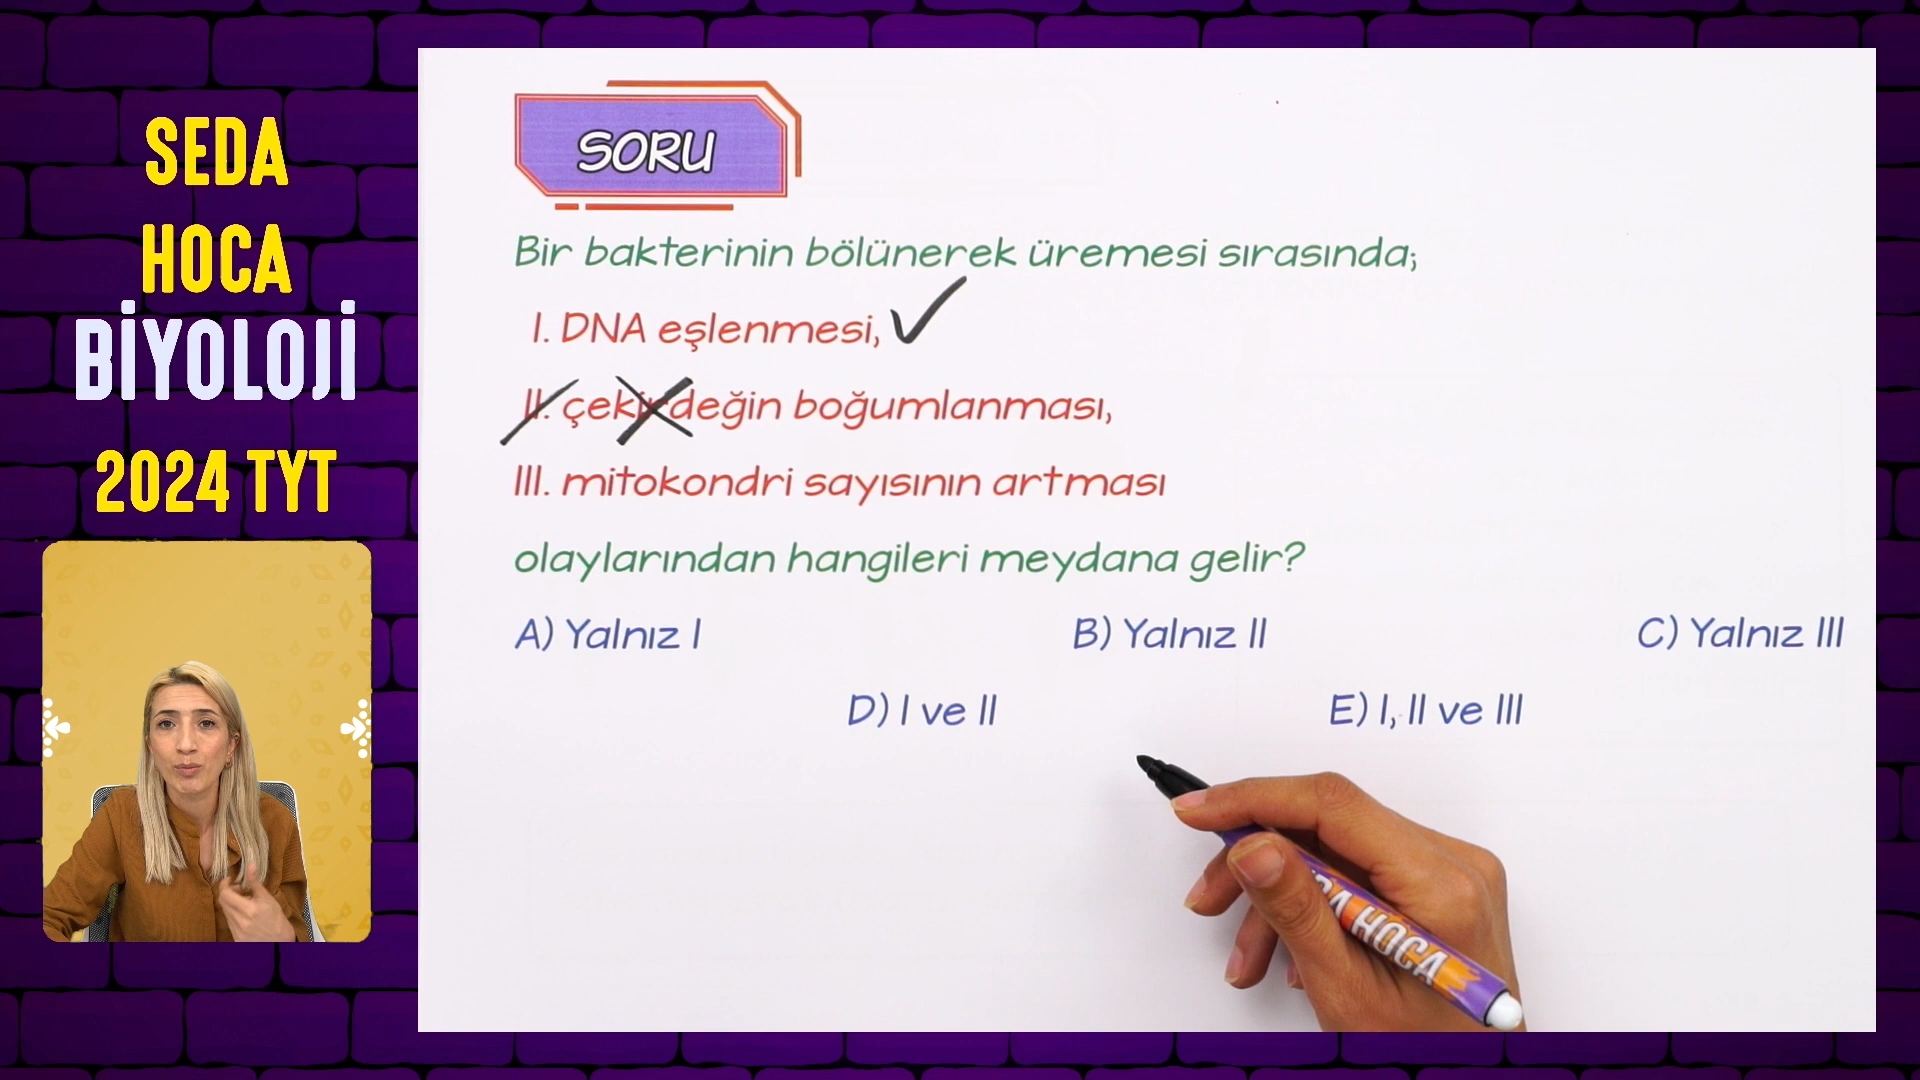 SEDA
HOCA
BİYOLOJİ
2024 TYT
SORU
Bir bakterinin bölünerek üremesi sırasında;
I. DNA eşlenmesi,
II. çekirdeğin boğumlanması,
III. mitokondri sayısının artması
olaylarından hangileri meydana gelir?
A) Yalnız I
B) Yalnız II
C) Yalnız III
D) I ve II
E) I, II ve III
DA HOCA